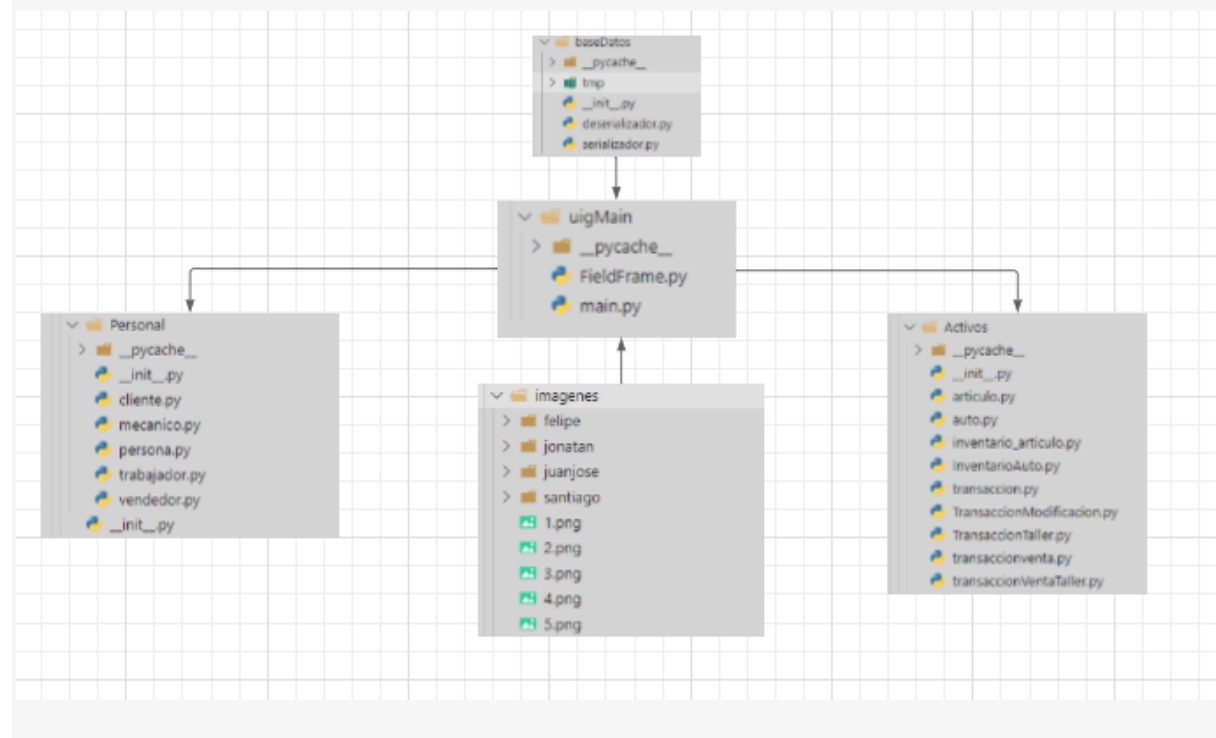 baseDatos
__pycache__
tmp
__init__.py
deserializador.py
serializador.py
uigMain
__pycache__
FieldFrame.py
main.py
Personal
__pycache__
__init__.py
cliente.py
mecanico.py
persona.py
trabajador.py
vendedor.py
__init__.py
imagenes
felipe
jonatan
juanjose
santiago
1.png
2.png
3.png
4.png
5.png
Activos
__pycache__
__init__.py
articulo.py
auto.py
inventario_articulo.py
InventarioAuto.py
transaccion.py
TransaccionModificacion.py
TransaccionTaller.py
transaccionventa.py
transaccionVentaTaller.py